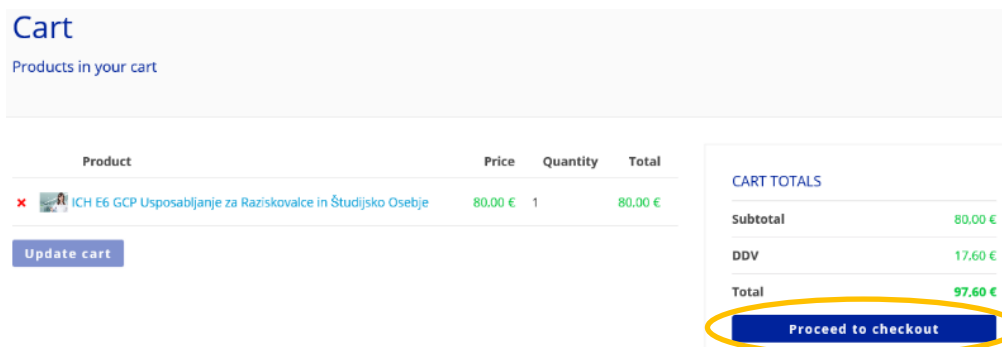 Cart
Products in your cart
Product Price Quantity Total
× ICH E6 GCP Usposabljanje za Raziskovalce in Študijsko Osebje 80.00 € 1 80.00 €
Update cart
CART TOTALS
Subtotal 80,00 €
DDV 17,60 €
Total 97,60 €
Proceed to checkout